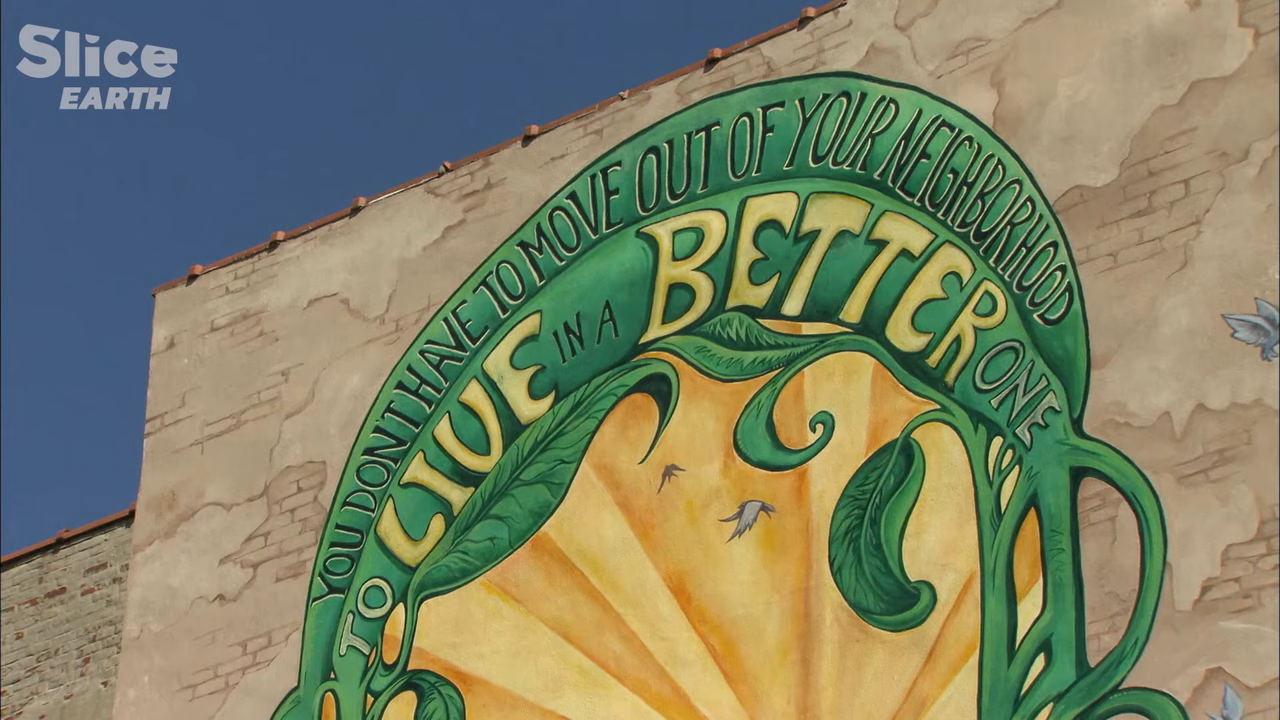 Slice
EARTH
YOU DON'T HAVE TO MOVE OUT OF YOUR NEIGHBORHOOD
TO LIVE IN A BETTER ONE